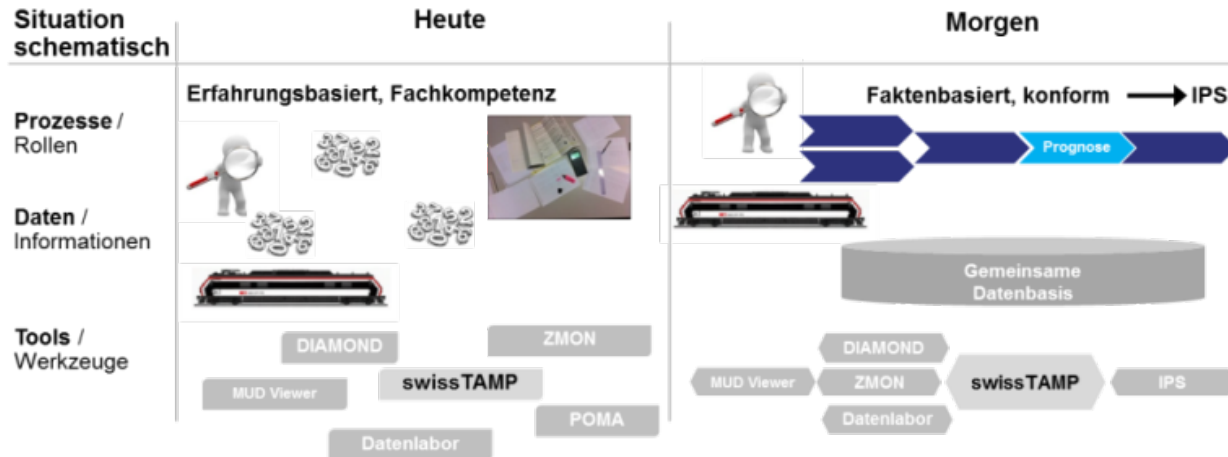 Situation
schematisch
Heute
Morgen
Prozesse /
Rollen
Erfahrungsbasiert, Fachkompetenz
Faktenbasiert, konform
IPS
Prognose
Daten /
Informationen
Gemeinsame
Datenbasis
Tools /
Werkzeuge
DIAMOND
ZMON
MUD Viewer
swissTAMP
POMA
Datenlabor
DIAMOND
MUD Viewer
ZMON
swissTAMP
IPS
Datenlabor